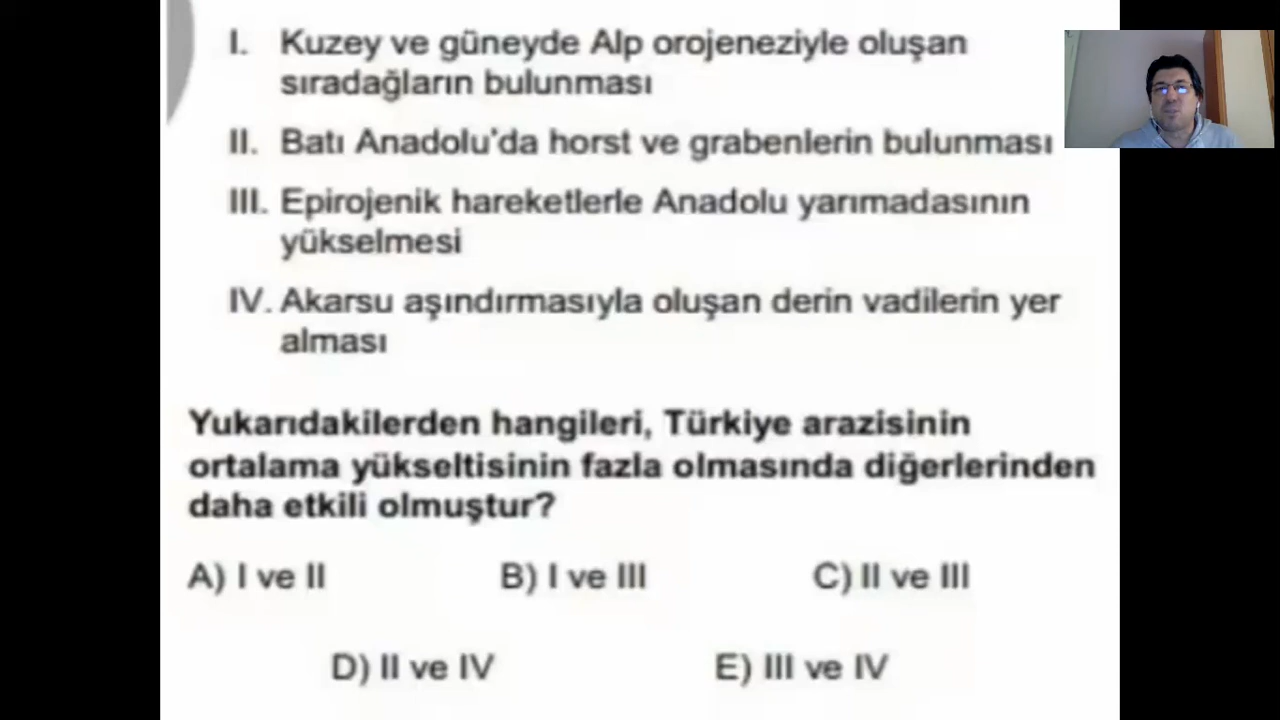 I. Kuzey ve güneyde Alp orojeneziyle oluşan
sıradağların bulunması
II. Batı Anadolu'da horst ve grabenlerin bulunması
III. Epirojenik hareketlerle Anadolu yarımadasının
yükselmesi
IV. Akarsu aşındırmasıyla oluşan derin vadilerin yer
alması
Yukarıdakilerden hangileri, Türkiye arazisinin
ortalama yükseltisinin fazla olmasında diğerlerinden
daha etkili olmuştur?
A) I ve II B) I ve III C) II ve III
D) II ve IV E) III ve IV